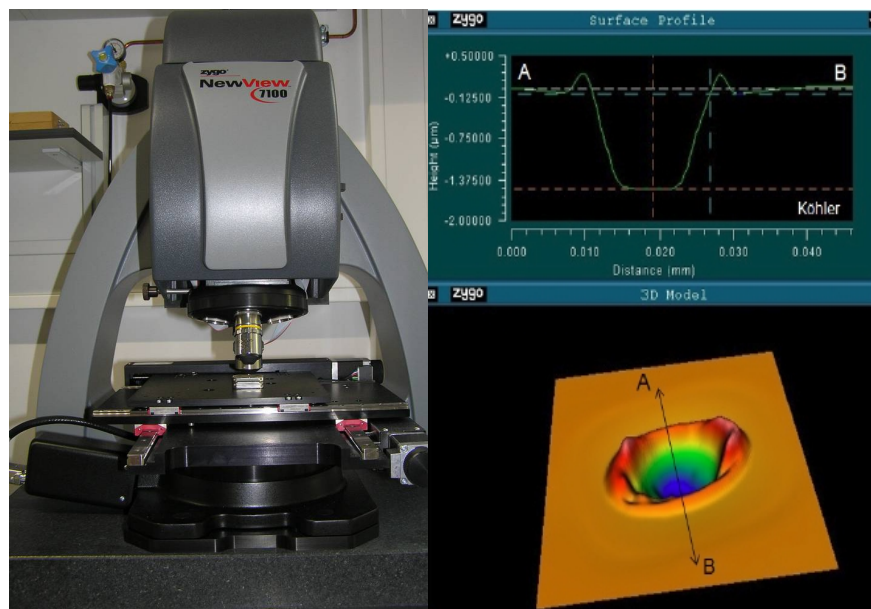 zygo
NewView
7100
zygo
Surface Profile
+0.50000
-0.12500
-0.75000
-1.37500
-2.00000
Height (µm)
A
B
Köhler
0.000
0.010
0.020
0.030
0.040
Distance (mm)
zygo
3D Model
A
B